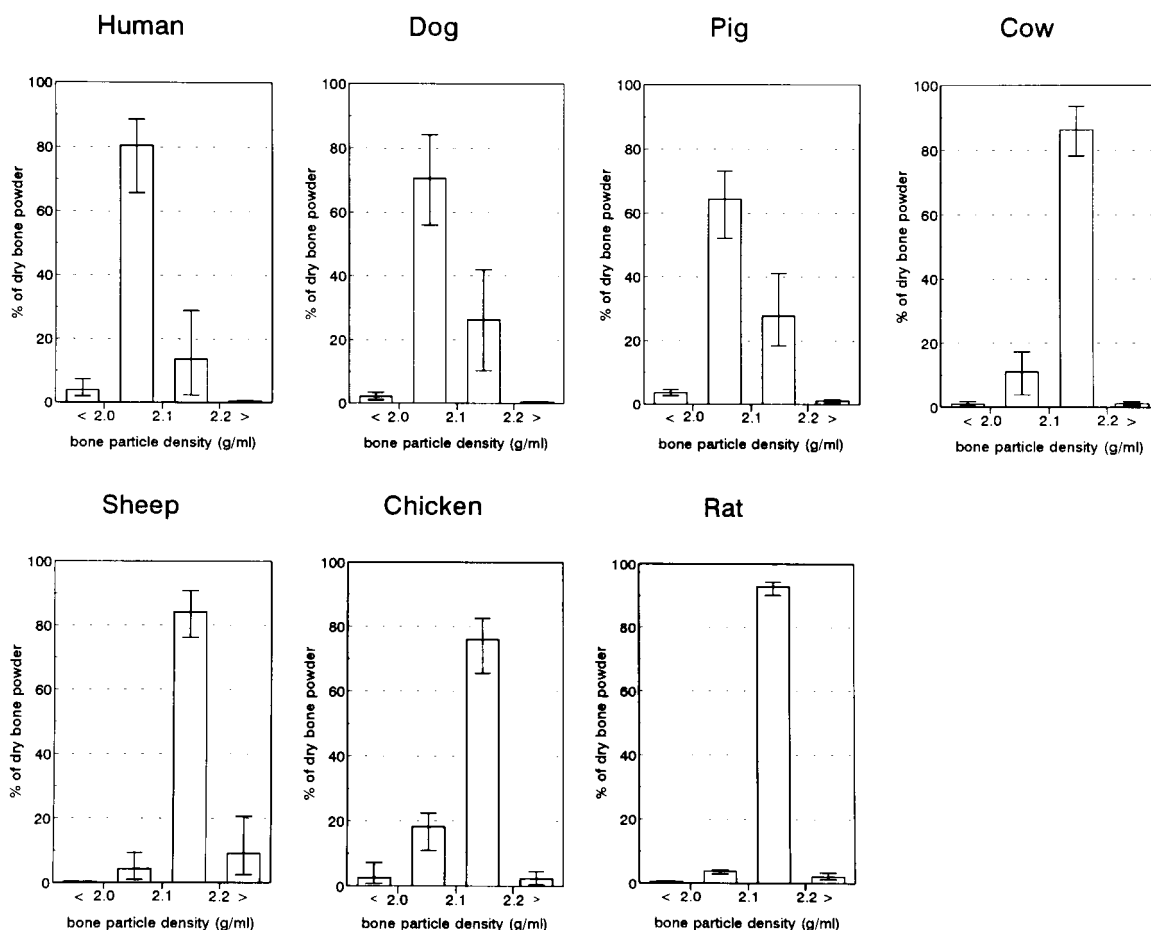 Human
Dog
Pig
Cow
% of dry bone powder
100
80
60
40
20
0
< 2.0 2.1 2.2 >
bone particle density (g/ml)
% of dry bone powder
100
80
60
40
20
0
< 2.0 2.1 2.2 >
bone particle density (g/ml)
% of dry bone powder
100
80
60
40
20
0
< 2.0 2.1 2.2 >
bone particle density (g/ml)
% of dry bone powder
100
80
60
40
20
0
< 2.0 2.1 2.2 >
bone particle density (g/ml)
Sheep
Chicken
Rat
% of dry bone powder
100
80
60
40
20
0
< 2.0 2.1 2.2 >
bone particle density (g/ml)
% of dry bone powder
100
80
60
40
20
0
< 2.0 2.1 2.2 >
bone particle density (g/ml)
% of dry bone powder
100
80
60
40
20
0
< 2.0 2.1 2.2 >
bone particle density (g/ml)